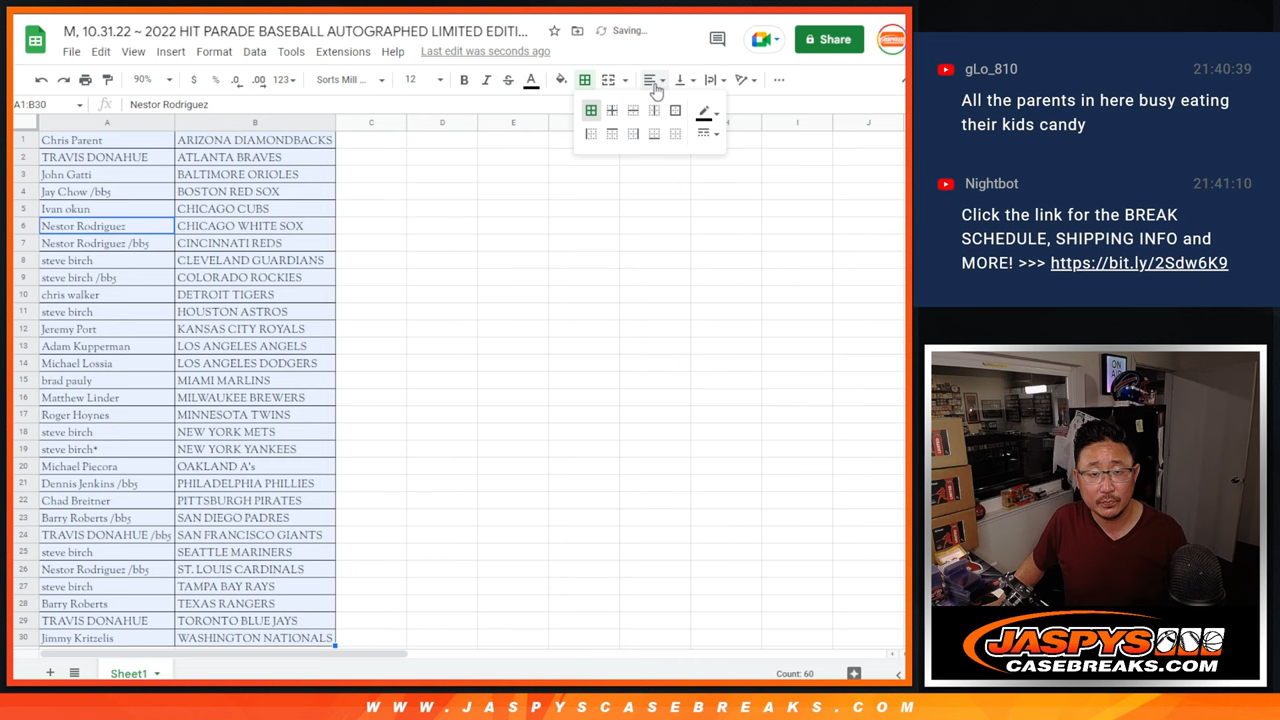 M, 10.31.22 ~ 2022 HIT PARADE BASEBALL AUTOGRAPHED LIMITED EDITI...
Saving...
File Edit View Insert Format Data Tools Extensions Help Last edit was seconds ago
Share
90% $ % .0 .00 123 Sorts Mill ... 12 B I S A
A1:B30 fx Nestor Rodriguez
A B C D E H I J
1 Chris Parent ARIZONA DIAMONDBACKS
2 TRAVIS DONAHUE ATLANTA BRAVES
3 John Gatti BALTIMORE ORIOLES
4 Jay Chow /bb5 BOSTON RED SOX
5 Ivan okun CHICAGO CUBS
6 Nestor Rodriguez CHICAGO WHITE SOX
7 Nestor Rodriguez /bb5 CINCINNATI REDS
8 steve birch CLEVELAND GUARDIANS
9 steve birch /bb5 COLORADO ROCKIES
10 chris walker DETROIT TIGERS
11 steve birch HOUSTON ASTROS
12 Jeremy Port KANSAS CITY ROYALS
13 Adam Kupperman LOS ANGELES ANGELS
14 Michael Lossia LOS ANGELES DODGERS
15 brad pauly MIAMI MARLINS
16 Matthew Linder MILWAUKEE BREWERS
17 Roger Hoynes MINNESOTA TWINS
18 steve birch NEW YORK METS
19 steve birch* NEW YORK YANKEES
20 Michael Piecora OAKLAND A's
21 Dennis Jenkins /bb5 PHILADELPHIA PHILLIES
22 Chad Breitner PITTSBURGH PIRATES
23 Barry Roberts /bb5 SAN DIEGO PADRES
24 TRAVIS DONAHUE /bb5 SAN FRANCISCO GIANTS
25 steve birch SEATTLE MARINERS
26 Nestor Rodriguez /bb5 ST. LOUIS CARDINALS
27 steve birch TAMPA BAY RAYS
28 Barry Roberts TEXAS RANGERS
29 TRAVIS DONAHUE TORONTO BLUE JAYS
30 Jimmy Kritzelis WASHINGTON NATIONALS
Sheet1
Count: 60
gLo_810 21:40:39
All the parents in here busy eating
their kids candy
Nightbot 21:41:10
Click the link for the BREAK
SCHEDULE, SHIPPING INFO and
MORE! >>> https://bit.ly/2Sdw6K9
ON
AIR
JASPYS
CASEBREAKS.COM
WWW.JASPYSCASEBREAKS.COM